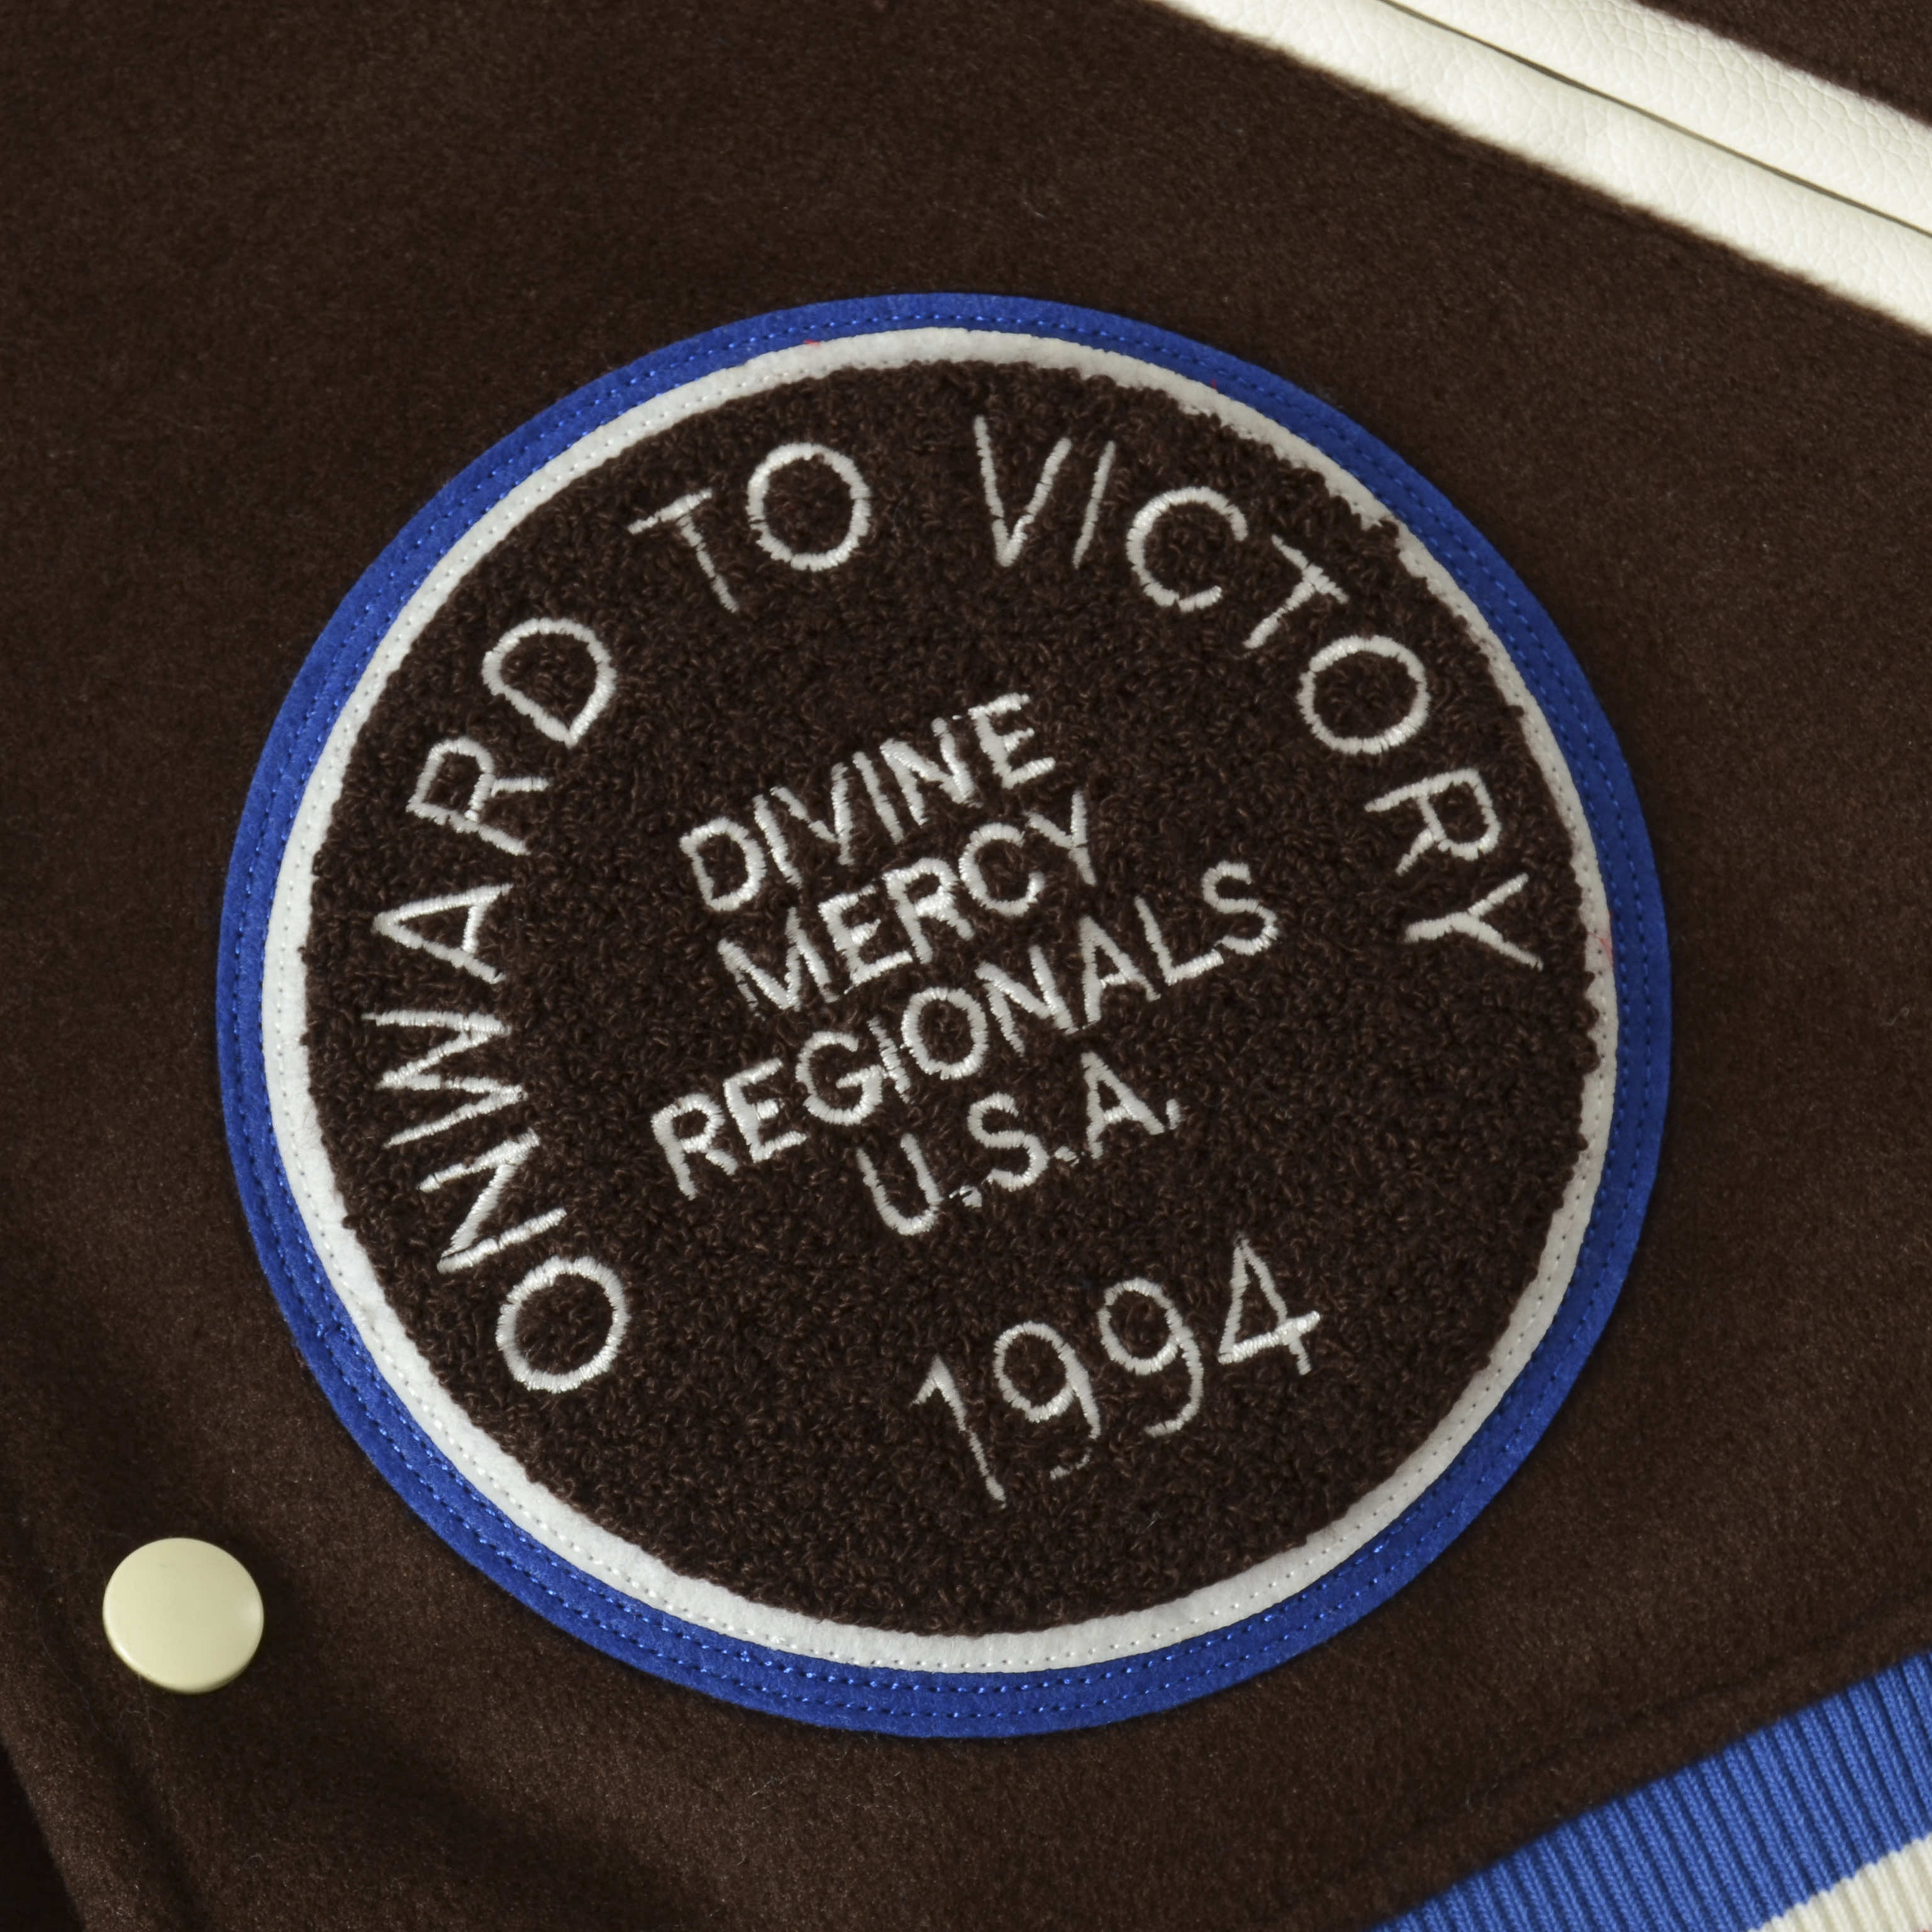 ONWARD TO VICTORY
DIVINE
MERCY
REGIONALS
U.S.A.
1994